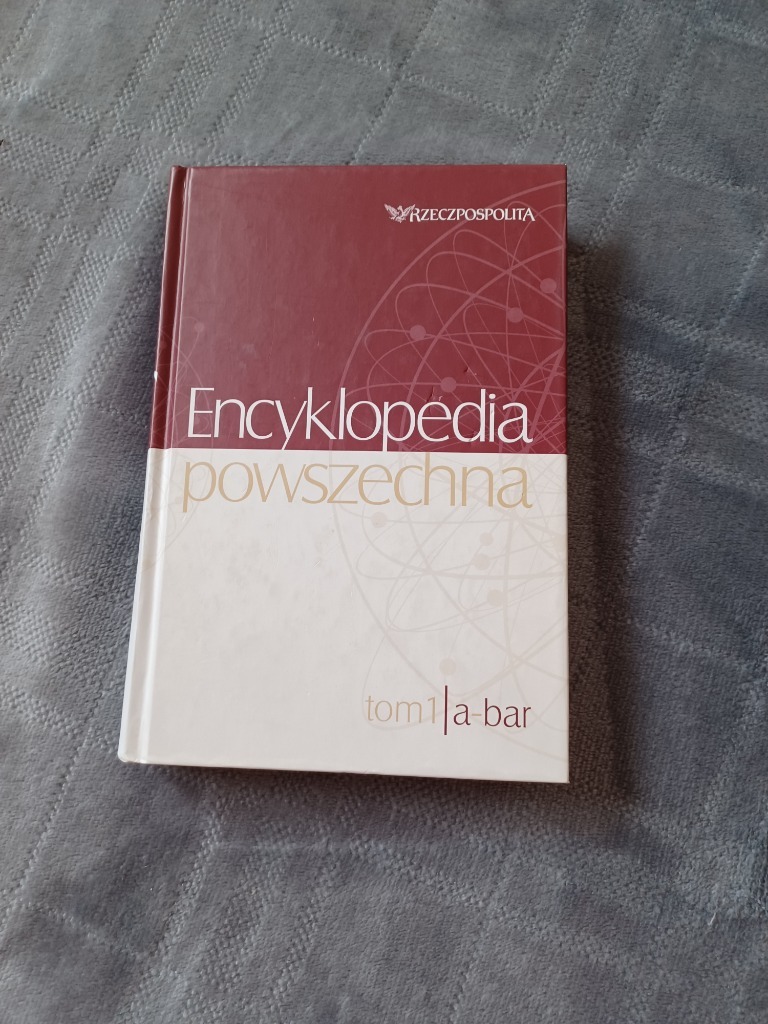 RZECZPOSPOLITA
Encyklopedia
powszechna
tom1|a-bar